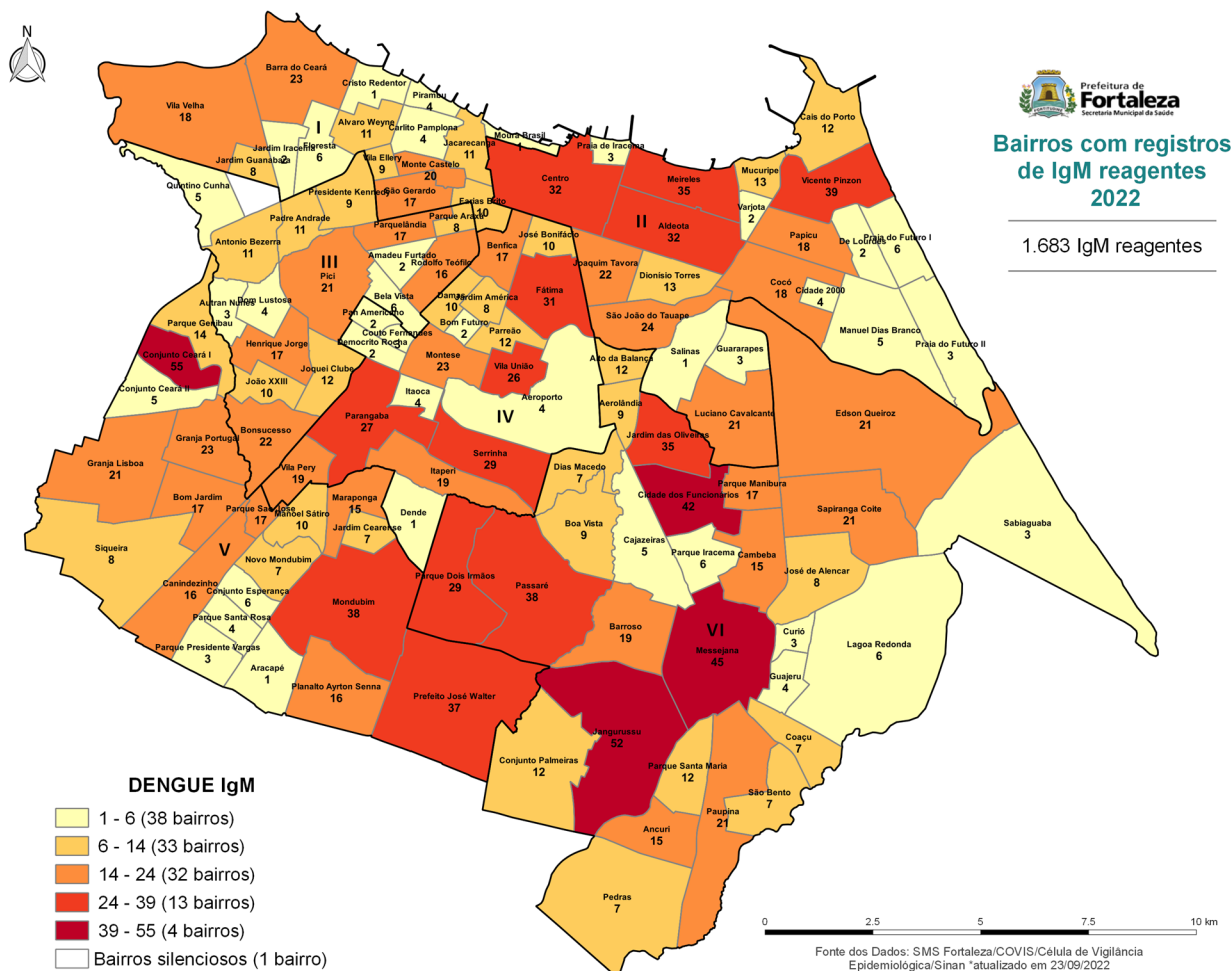 N
Prefeitura de
Fortaleza
Secretaria Municipal da Saúde
Bairros com registros
de IgM reagentes
2022
1.683 IgM reagentes
Barra do Ceará
23
Vila Velha
18
Cristo Redentor
1
Pirambu
4
I
Alvaro Weyne
11
Carlito Pamplona
4
Floresta
6
Jardim Iracema
2
Jardim Guanabara
8
Jacarecanga
11
Moura Brasil
1
Praia de Iracema
3
Cais do Porto
12
Vila Ellery
9
Monte Castelo
20
Quintino Cunha
5
Presidente Kennedy
9
São Gerardo
17
Farias Brito
10
Centro
32
Meireles
35
Mucuripe
13
Vicente Pinzon
39
Varjota
2
II
Aldeota
32
Padre Andrade
11
Parque Araxá
8
Parquelândia
17
Antonio Bezerra
11
José Bonifácio
10
Benfica
17
Papicu
18
De Lourdes
2
Praia do Futuro I
6
III
Pici
21
Amadeu Furtado
2
Rodolfo Teófilo
16
Joaquim Tavora
22
Dionísio Torres
13
Cocó
18
Cidade 2000
4
Fátima
31
Autran Nunes
3
Dom Lustosa
4
Bela Vista
6
Damas
10
Jardim América
8
Pan Americano
2
Bom Futuro
2
Parreão
12
São João do Tauape
24
Manuel Dias Branco
5
Praia do Futuro II
3
Parque Genibau
14
Couto Fernandes
3
Democrito Rocha
2
Henrique Jorge
17
Conjunto Ceará I
55
Montese
23
Vila União
26
Alto da Balança
12
Salinas
1
Guararapes
3
Joquei Clube
12
João XXIII
10
Conjunto Ceará II
5
Itaoca
4
Aeroporto
4
IV
Aerolândia
9
Parangaba
27
Luciano Cavalcante
21
Edson Queiroz
21
Bonsucesso
22
Granja Portugal
23
Jardim das Oliveiras
35
Serrinha
29
Granja Lisboa
21
Vila Pery
19
Itaperi
19
Dias Macedo
7
Parque Manibura
17
Cidade dos Funcionários
42
Bom Jardim
17
Parque São José
17
Manoel Sátiro
10
Maraponga
15
Dende
1
Jardim Cearense
7
Boa Vista
9
Sapiranga Coite
21
Sabiaguaba
3
Siqueira
8
V
Novo Mondubim
7
Cajazeiras
5
Parque Iracema
6
Cambeba
15
José de Alencar
8
Canindezinho
16
Conjunto Esperança
6
Parque Dois Irmãos
29
Passaré
38
Mondubim
38
Parque Santa Rosa
4
Barroso
19
VI
Messejana
45
Curió
3
Lagoa Redonda
6
Parque Presidente Vargas
3
Aracapé
1
Guajeru
4
Planalto Ayrton Senna
16
Prefeito José Walter
37
Jangurussu
52
Coaçu
7
Conjunto Palmeiras
12
Parque Santa Maria
12
São Bento
7
Paupina
21
Ancuri
15
Pedras
7
DENGUE IgM
1 - 6 (38 bairros)
6 - 14 (33 bairros)
14 - 24 (32 bairros)
24 - 39 (13 bairros)
39 - 55 (4 bairros)
Bairros silenciosos (1 bairro)
0 2.5 5 7.5 10 km
Fonte dos Dados: SMS Fortaleza/COVIS/Célula de Vigilância
Epidemiológica/Sinan *atualizado em 23/09/2022